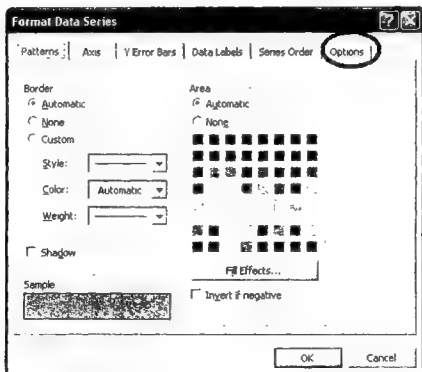 Format Data Series
Patterns Axis Y Error Bars Data Labels Series Order Options
Border
Automatic
None
Custom
Style:
Color: Automatic
Weight:
Shadow
Sample
Area
Automatic
None
Fill Effects...
Invert if negative
OK Cancel